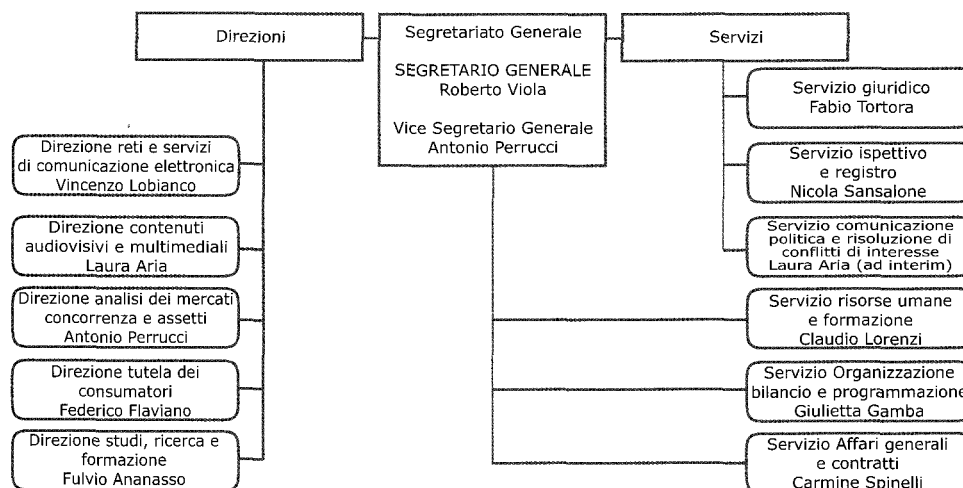 Direzioni
Segretariato Generale
SEGRETARIO GENERALE
Roberto Viola
Vice Segretario Generale
Antonio Perrucci
Servizi
Direzione reti e servizi
di comunicazione elettronica
Vincenzo Lobianco
Direzione contenuti
audiovisivi e multimediali
Laura Aria
Direzione analisi dei mercati
concorrenza e assetti
Antonio Perrucci
Direzione tutela dei
consumatori
Federico Flaviano
Direzione studi, ricerca e
formazione
Fulvio Ananasso
Servizio giuridico
Fabio Tortora
Servizio ispettivo
e registro
Nicola Sansalone
Servizio comunicazione
politica e risoluzione di
conflitti di interesse
Laura Aria (ad interim)
Servizio risorse umane
e formazione
Claudio Lorenzi
Servizio Organizzazione
bilancio e programmazione
Giulietta Gamba
Servizio Affari generali
e contratti
Carmine Spinelli